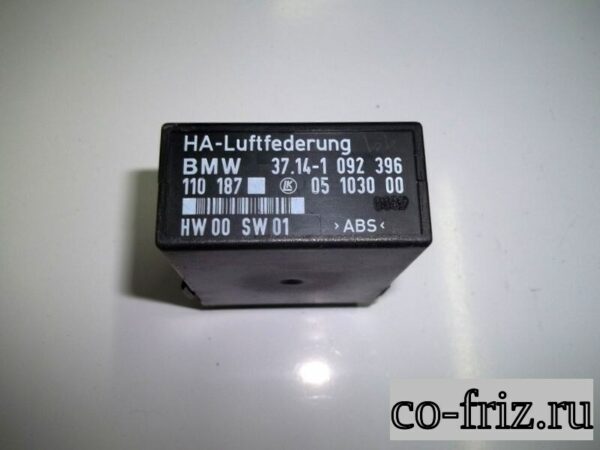 HA-Luftfederung
BMW 37.14-1 092 396
110 187 LK 05 1030 00
HW 00 SW 01 >ABS<
co-friz.ru